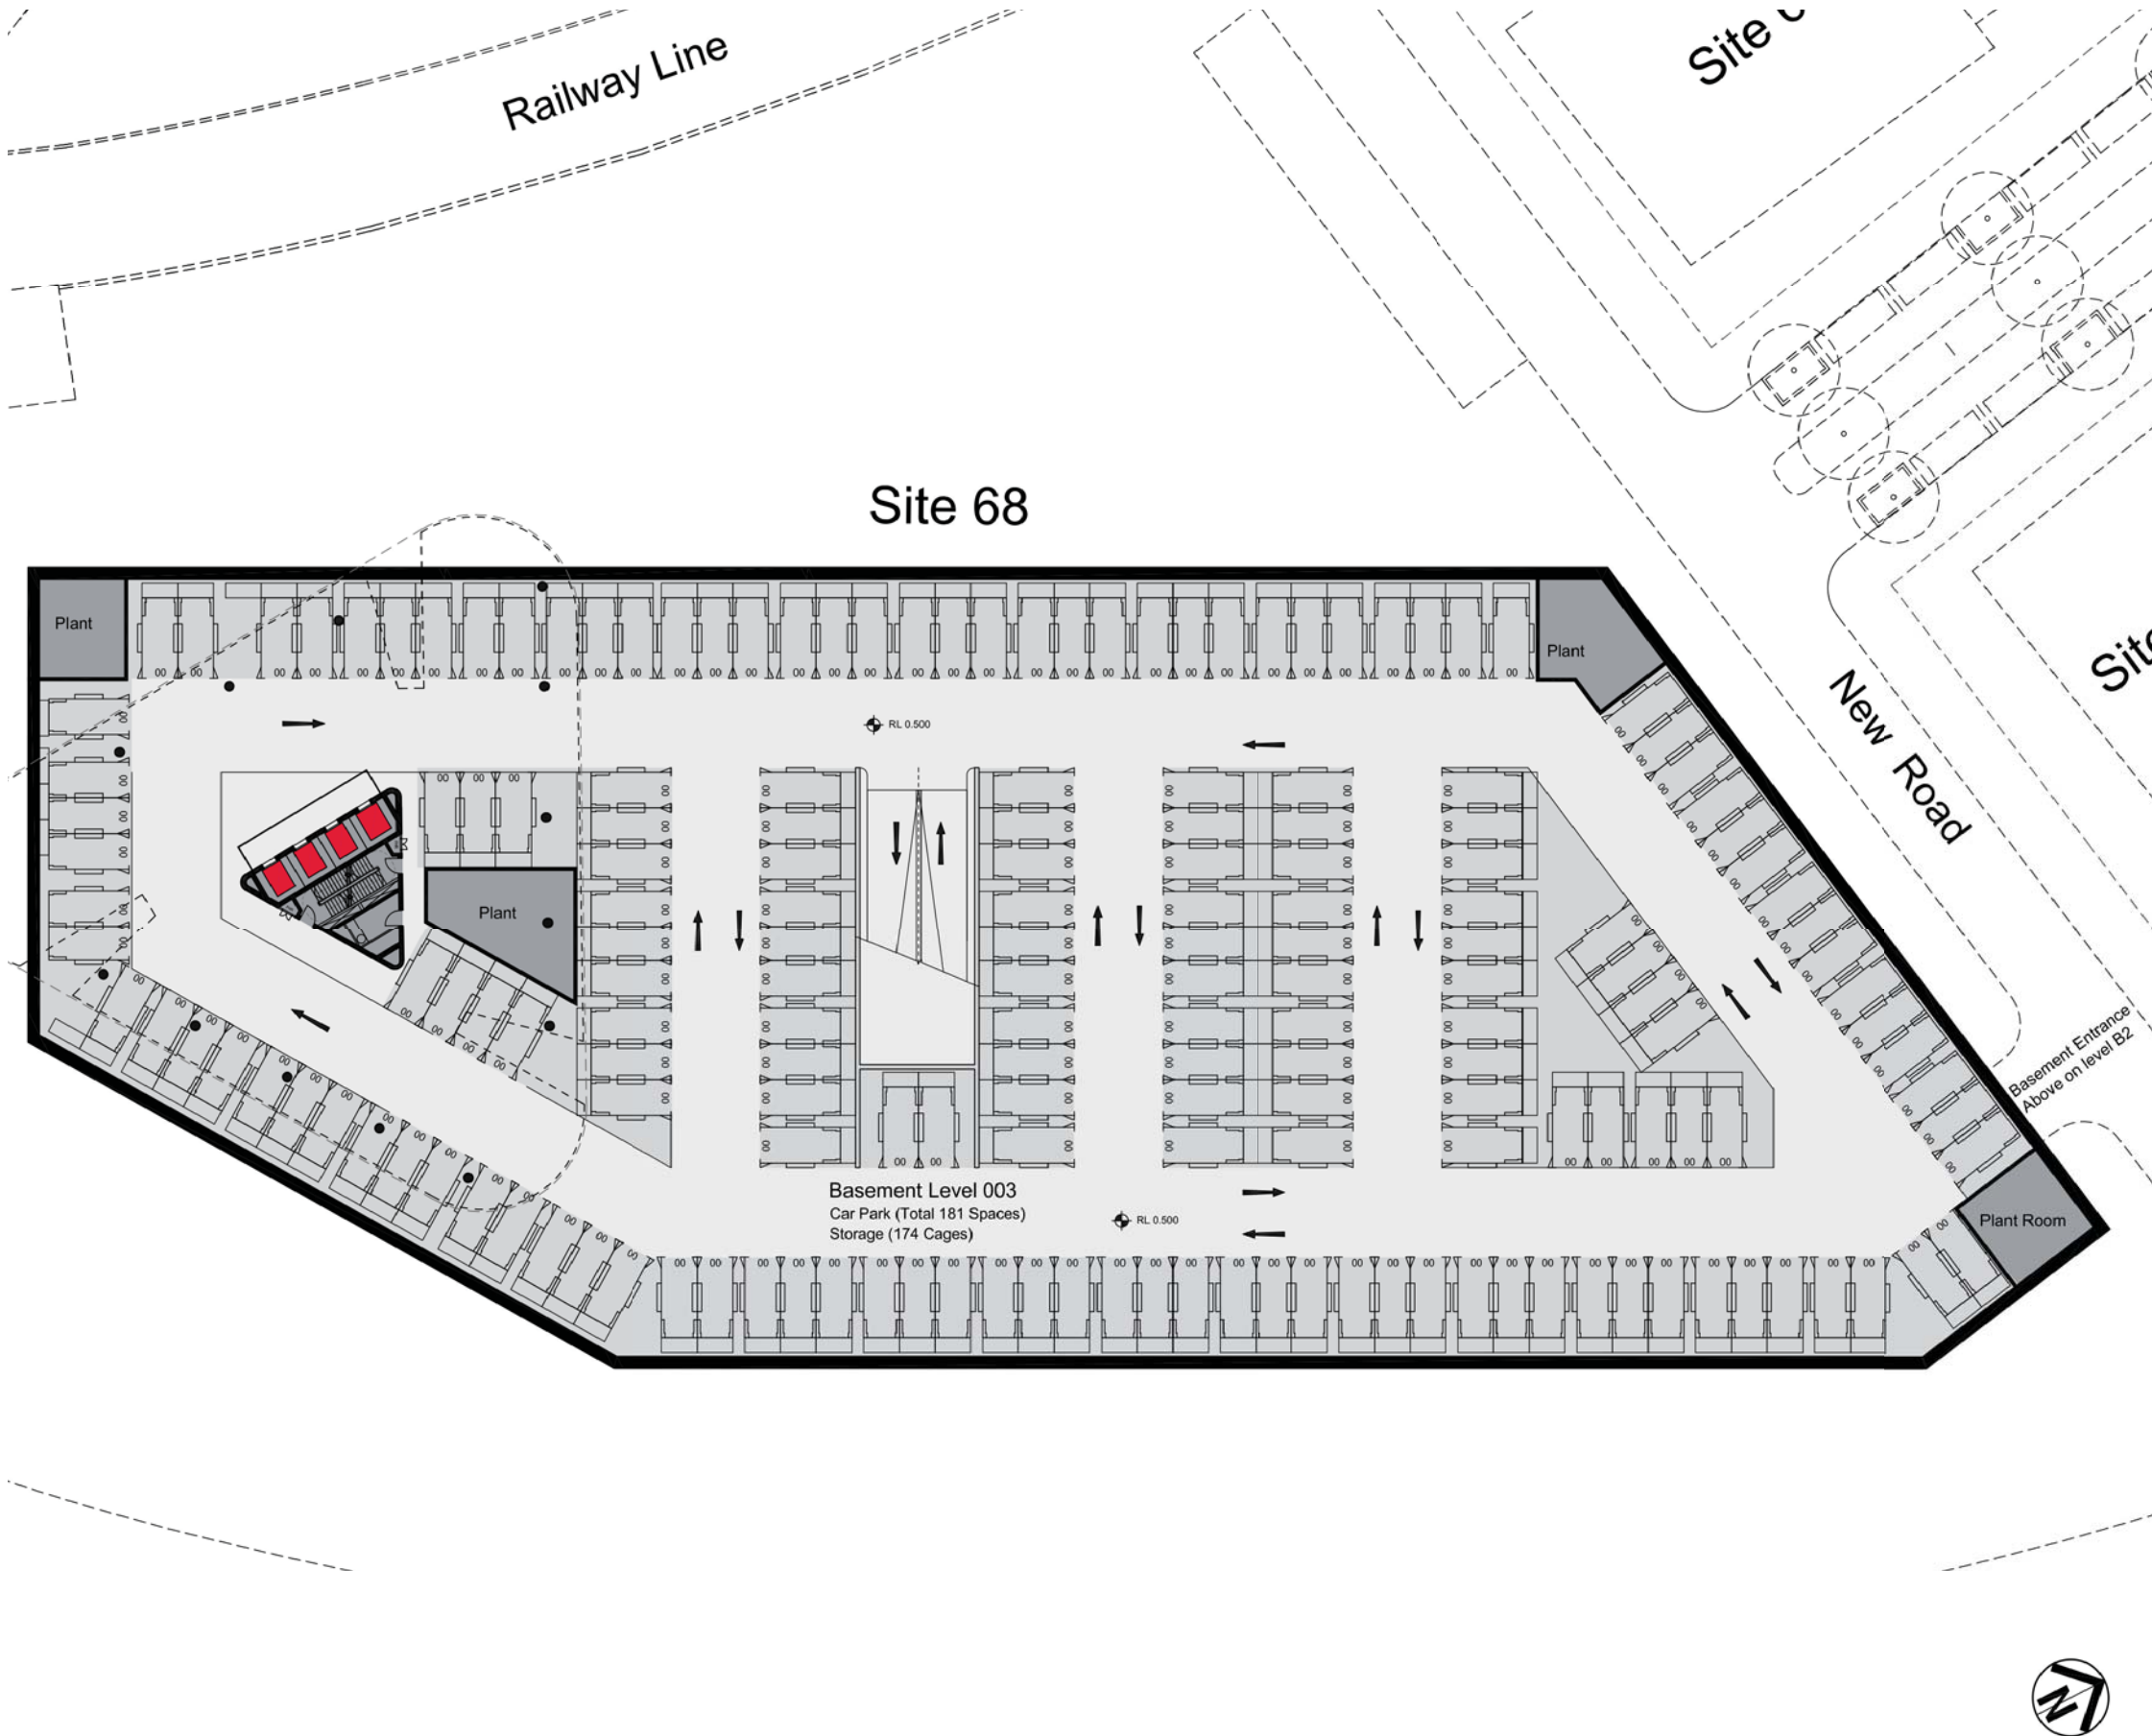 Railway Line
Site
Site 68
Plant
Plant
New Road
RL 0.500
Plant
Basement Entrance
Above on level B2
Basement Level 003
Car Park (Total 181 Spaces)
Storage (174 Cages)
RL 0.500
Plant Room
N